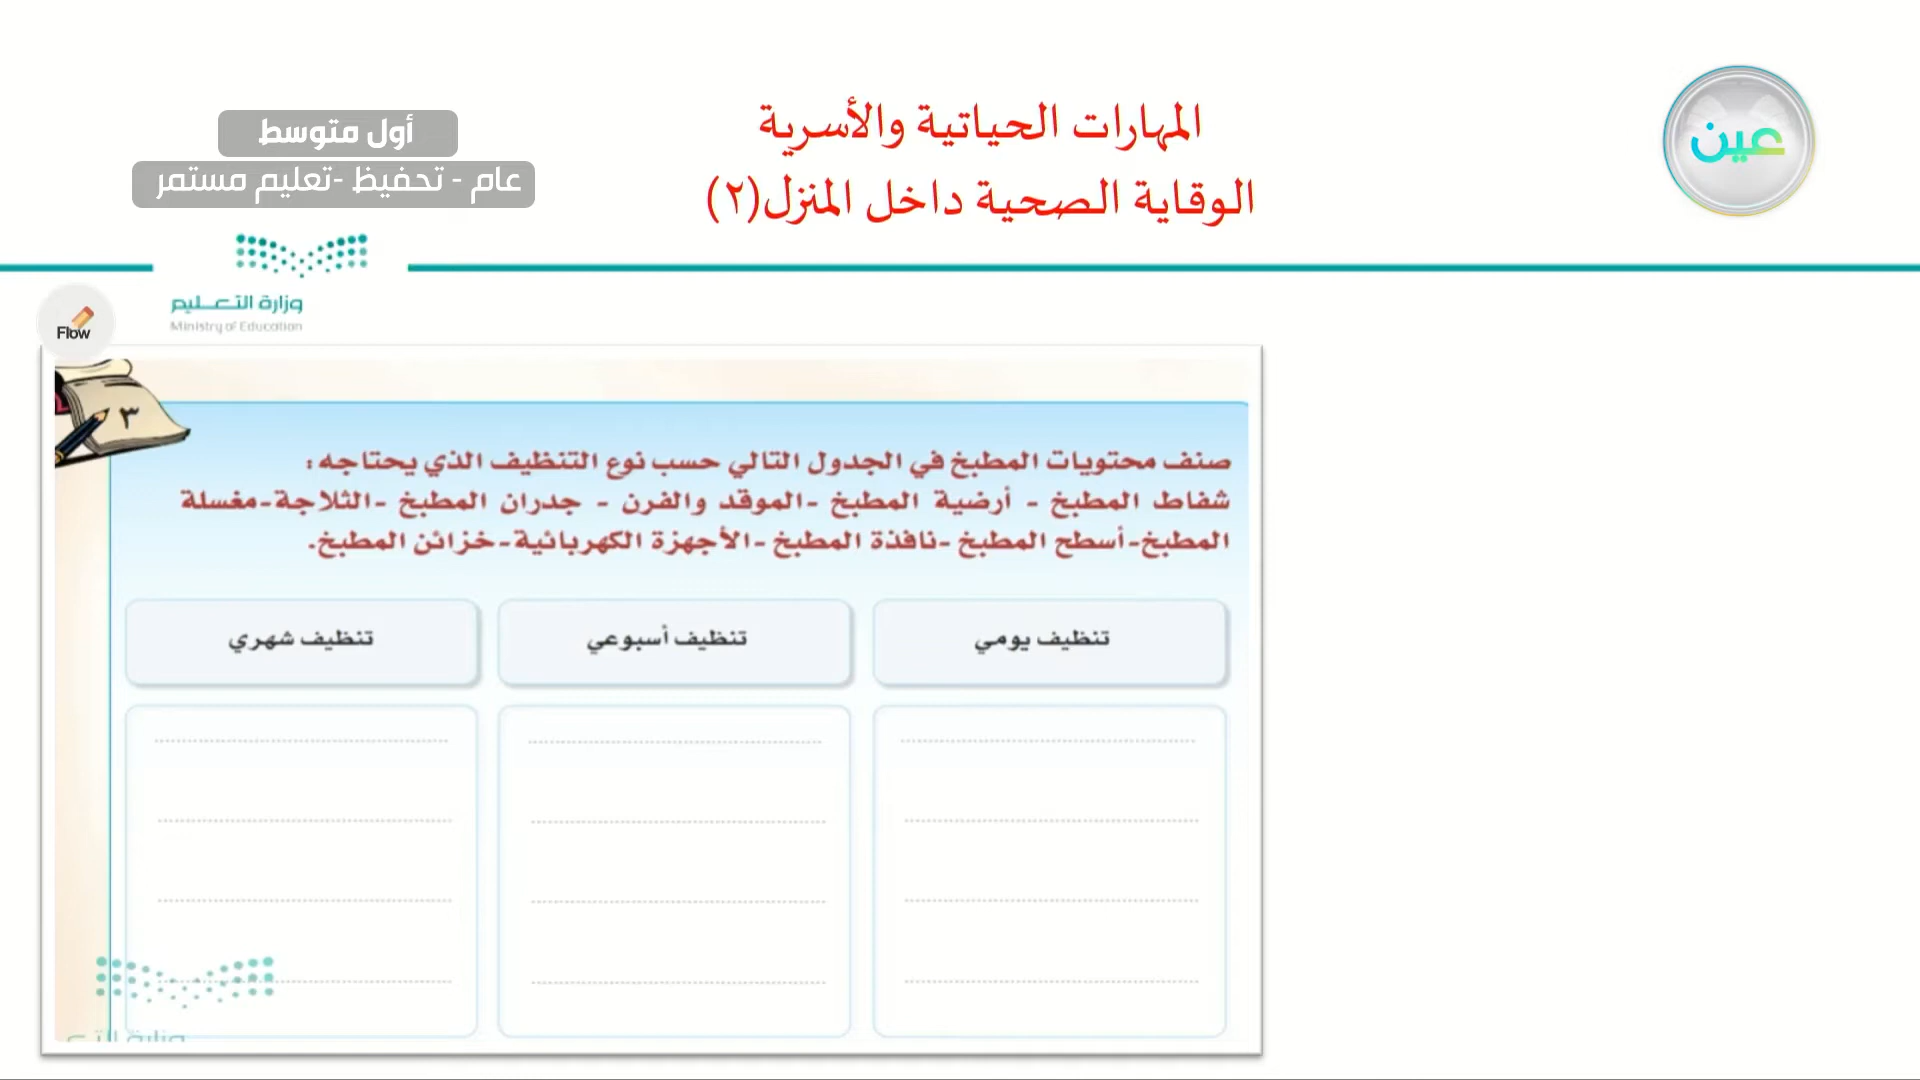 المهارات الحياتية والأسرية
الوقاية الصحية داخل المنزل(٢)
عين
أول متوسط
عام - تحفيظ -تعليم مستمر
وزارة التعليم
Ministry of Education
Flow
٣
صنف محتويات المطبخ في الجدول التالي حسب نوع التنظيف الذي يحتاجه :
شفاط المطبخ - أرضية المطبخ -الموقد والفرن - جدران المطبخ -الثلاجة-مغسلة
المطبخ-أسطح المطبخ -نافذة المطبخ -الأجهزة الكهربائية-خزائن المطبخ.
تنظيف يومي
تنظيف أسبوعي
تنظيف شهري